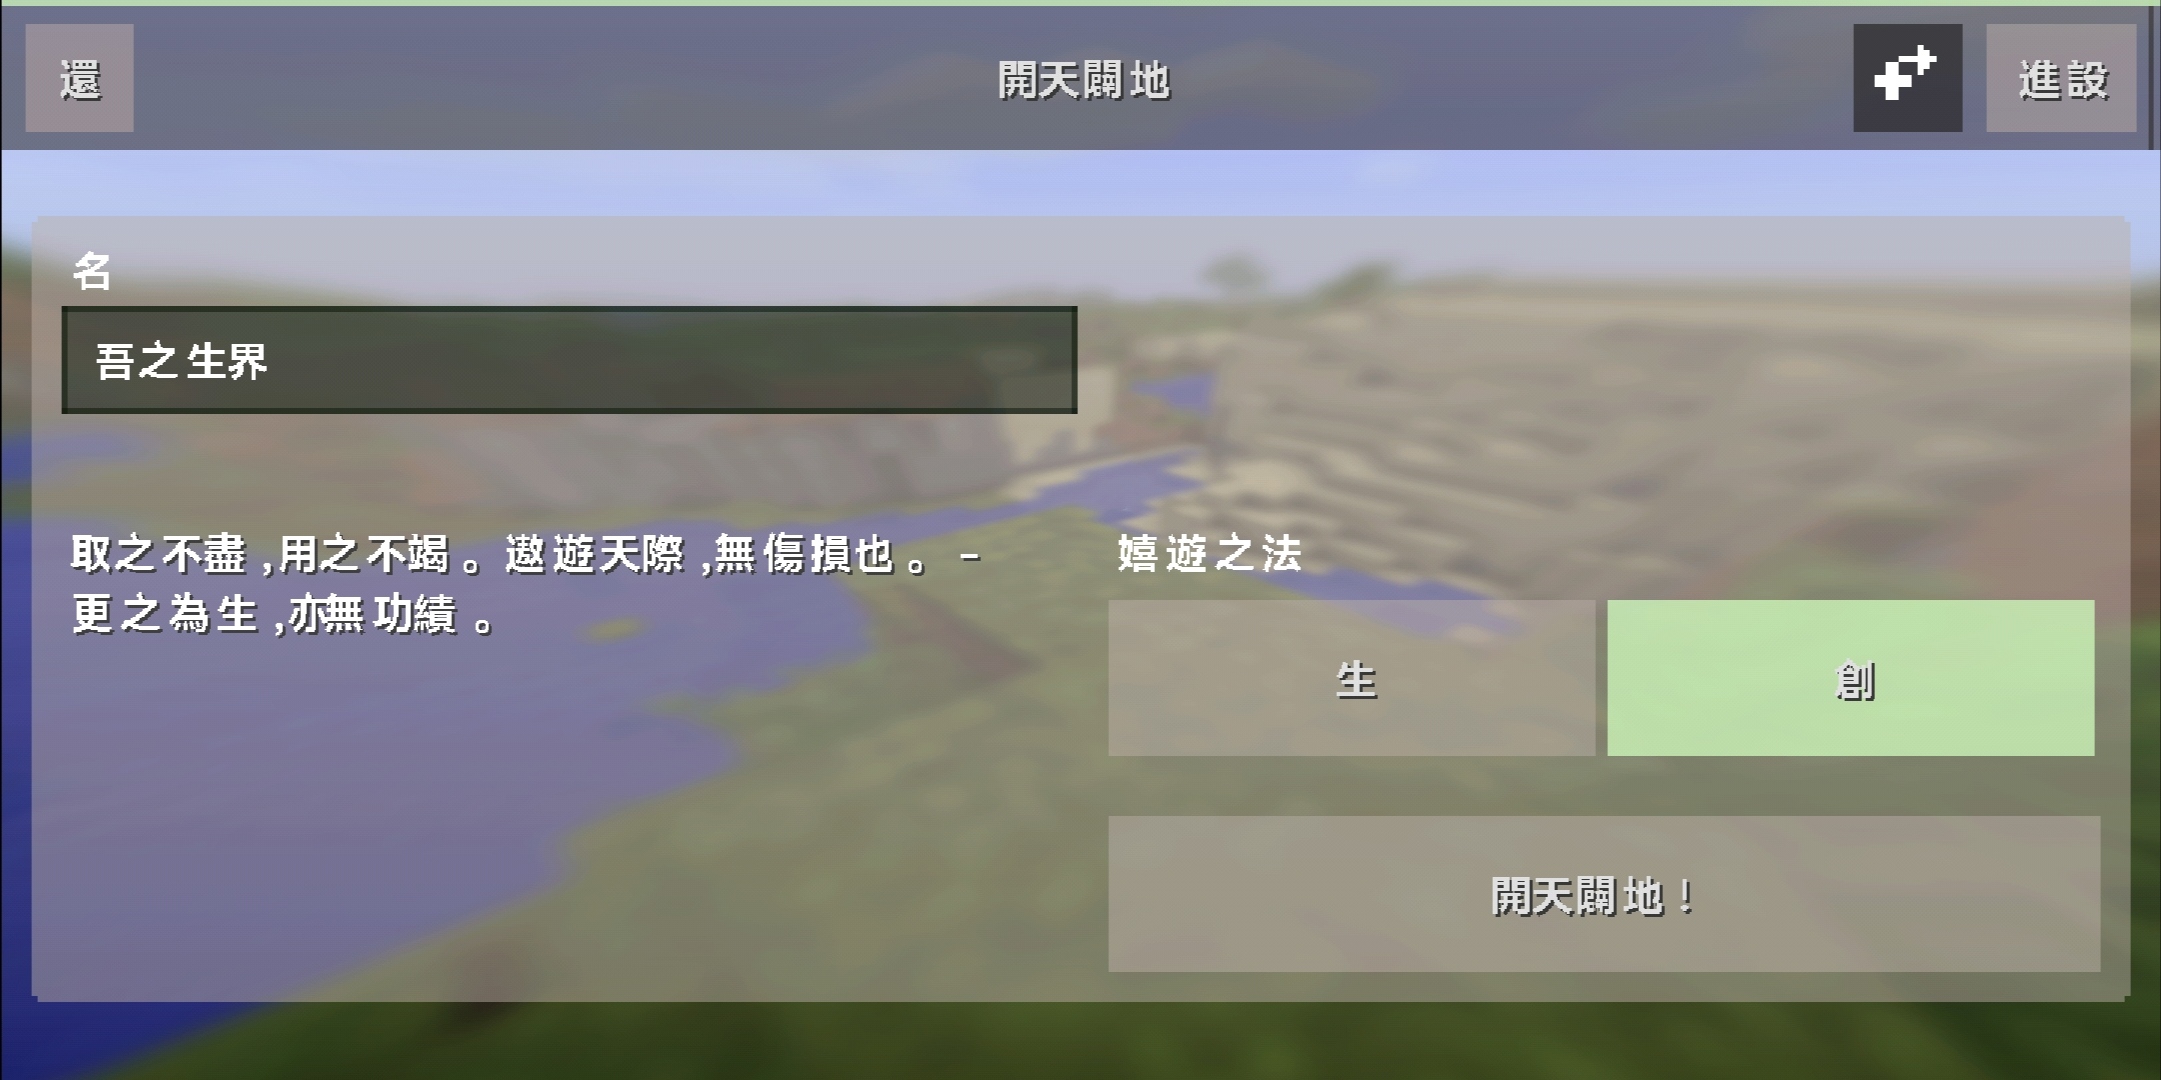 還
開天闢地
進設
名
吾之生界
取之不盡,用之不竭。遨遊天際,無傷損也。-
更之為生,亦無功績。
嬉遊之法
生
創
開天闢地!